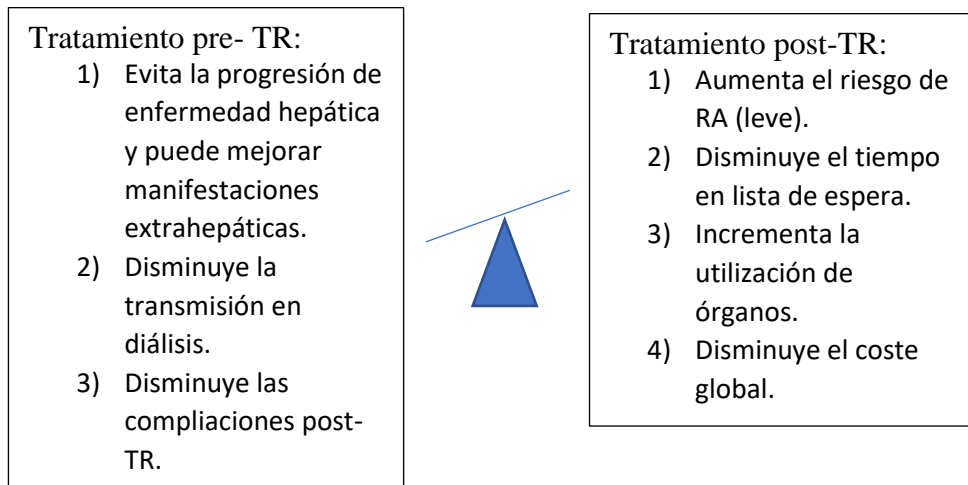 Tratamiento pre- TR:
1) Evita la progresión de
enfermedad hepática
y puede mejorar
manifestaciones
extrahepáticas.
2) Disminuye la
transmisión en
diálisis.
3) Disminuye las
compliaciones post-
TR.
Tratamiento post-TR:
1) Aumenta el riesgo de
RA (leve).
2) Disminuye el tiempo
en lista de espera.
3) Incrementa la
utilización de
órganos.
4) Disminuye el coste
global.